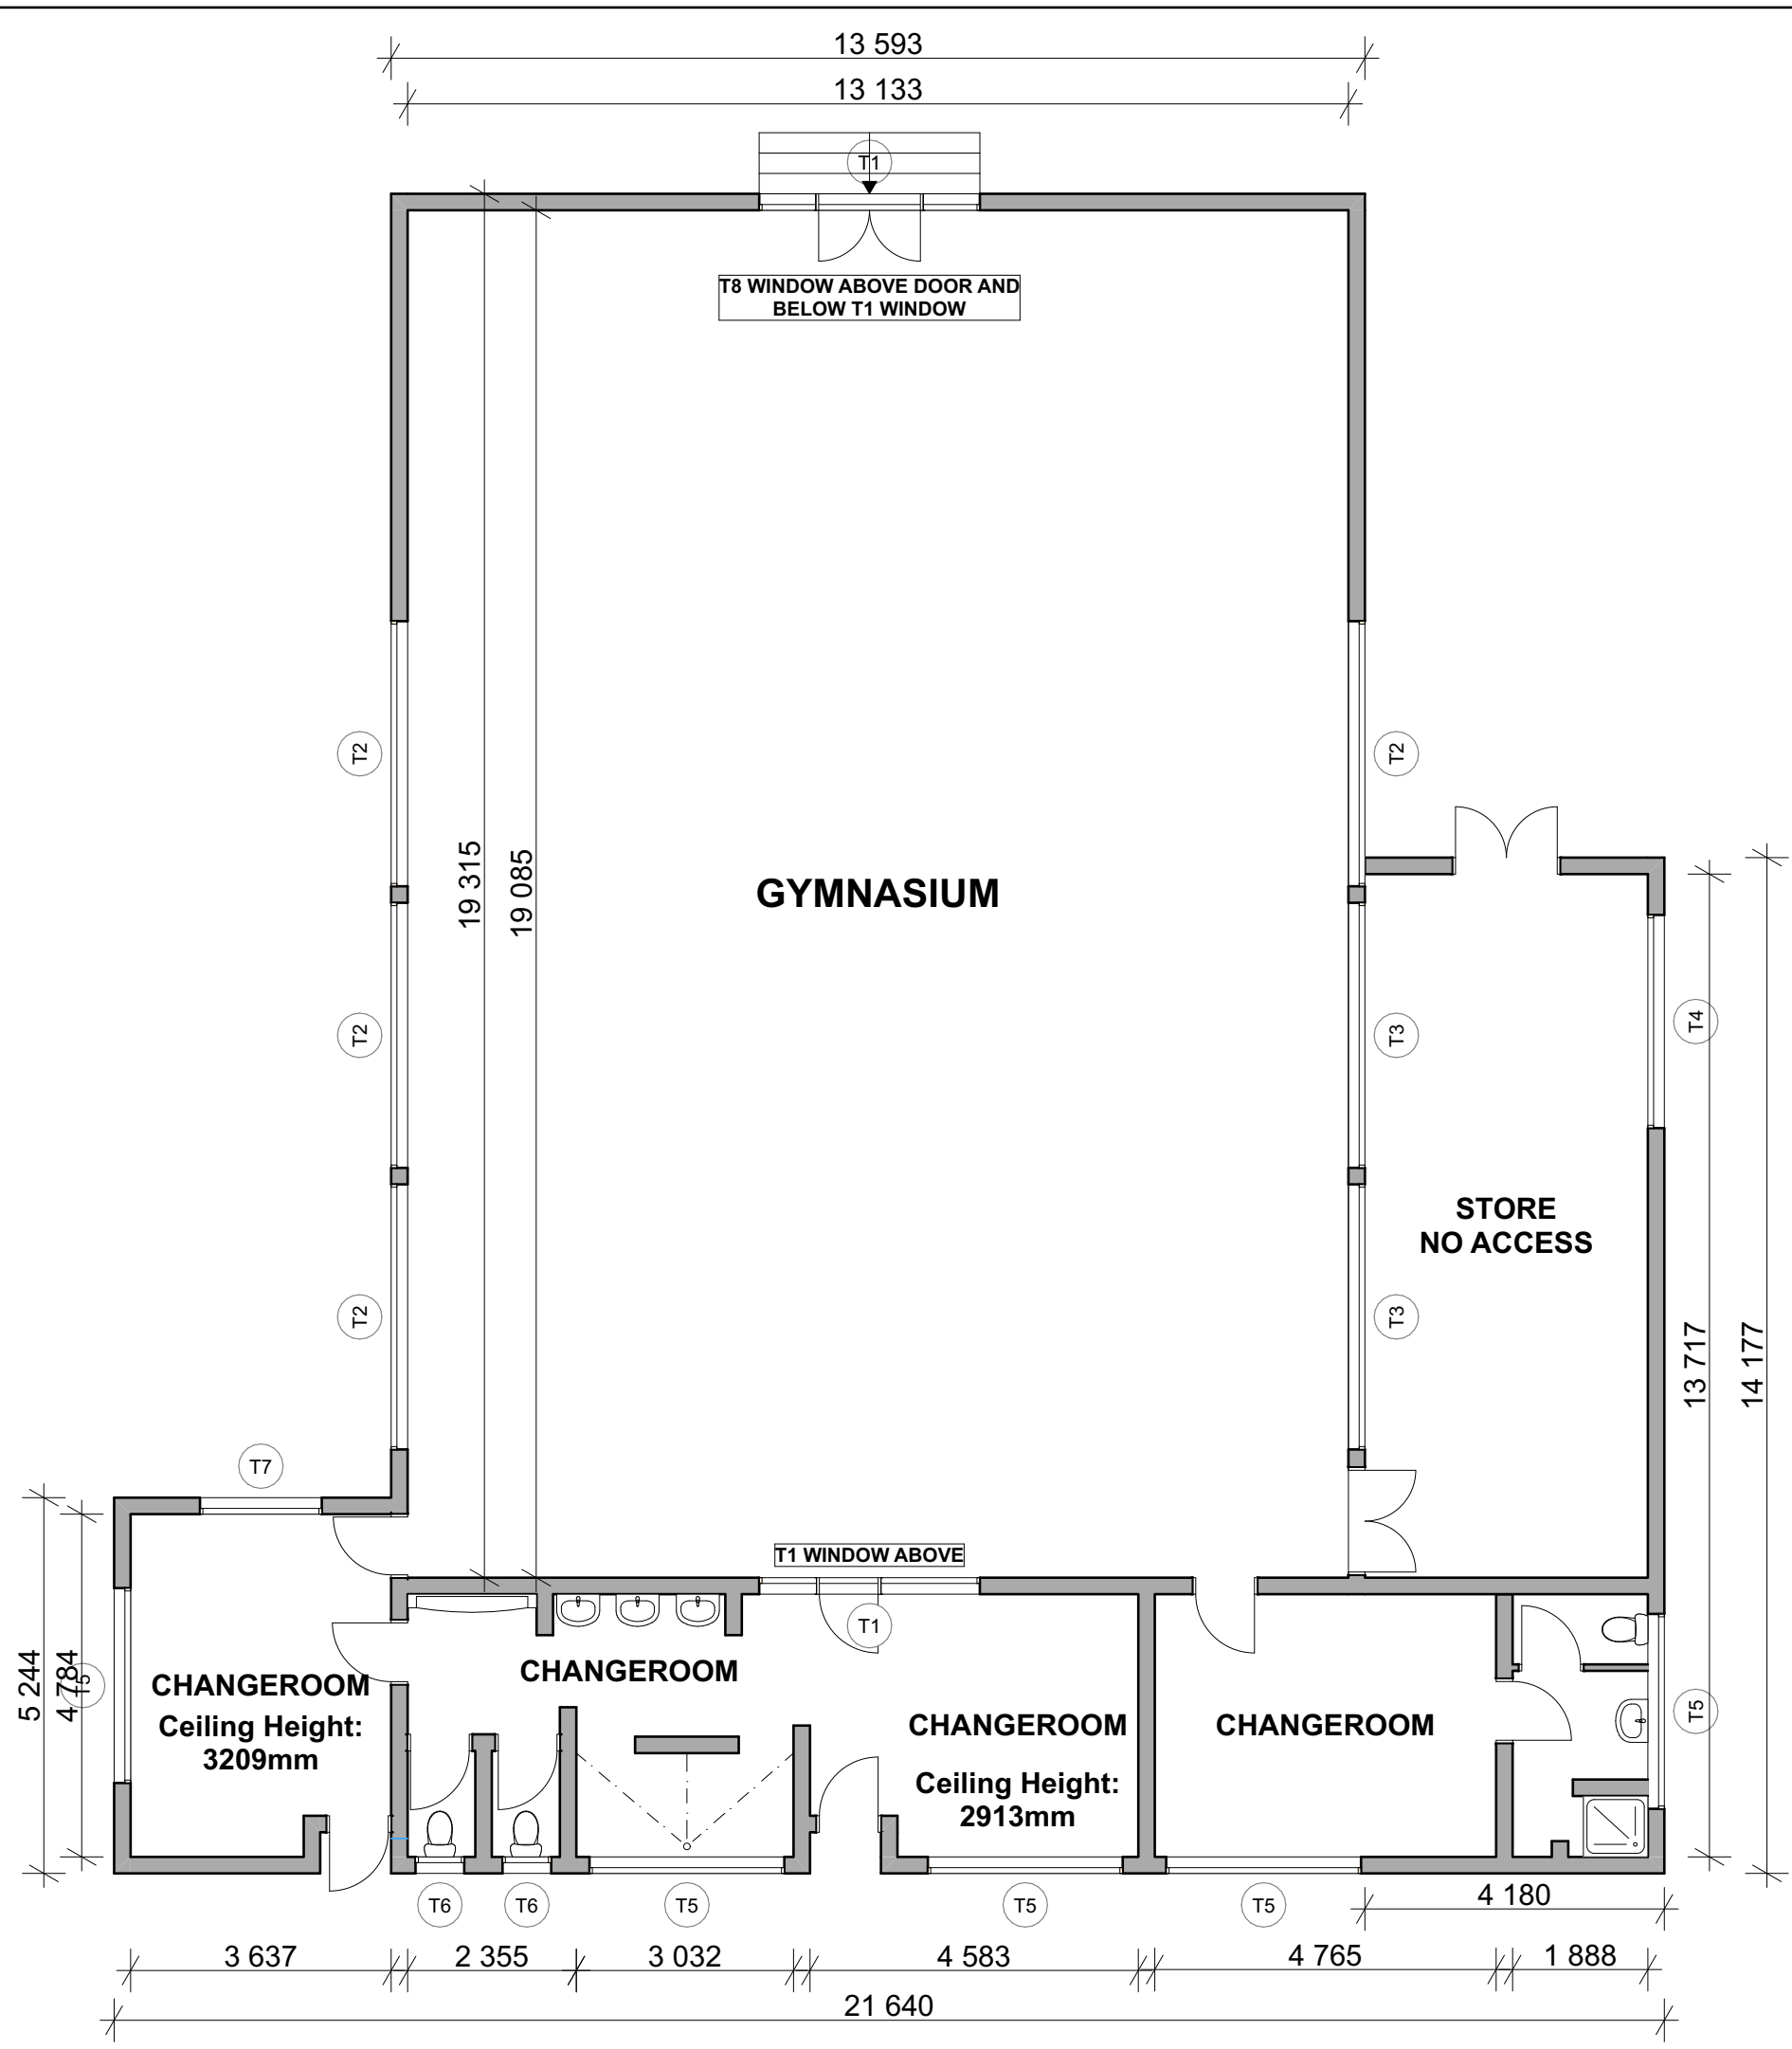 13 593
13 133
T1
T8 WINDOW ABOVE DOOR AND
BELOW T1 WINDOW
T2
T2
19 315
19 085
GYMNASIUM
T2
T3
T4
STORE
NO ACCESS
T2
T3
13 717
14 177
T7
T1 WINDOW ABOVE
T1
5 244
4 784
T5
CHANGEROOM
Ceiling Height:
3209mm
CHANGEROOM
CHANGEROOM
Ceiling Height:
2913mm
CHANGEROOM
T5
T6
T6
T5
T5
T5
4 180
3 637
2 355
3 032
4 583
4 765
1 888
21 640